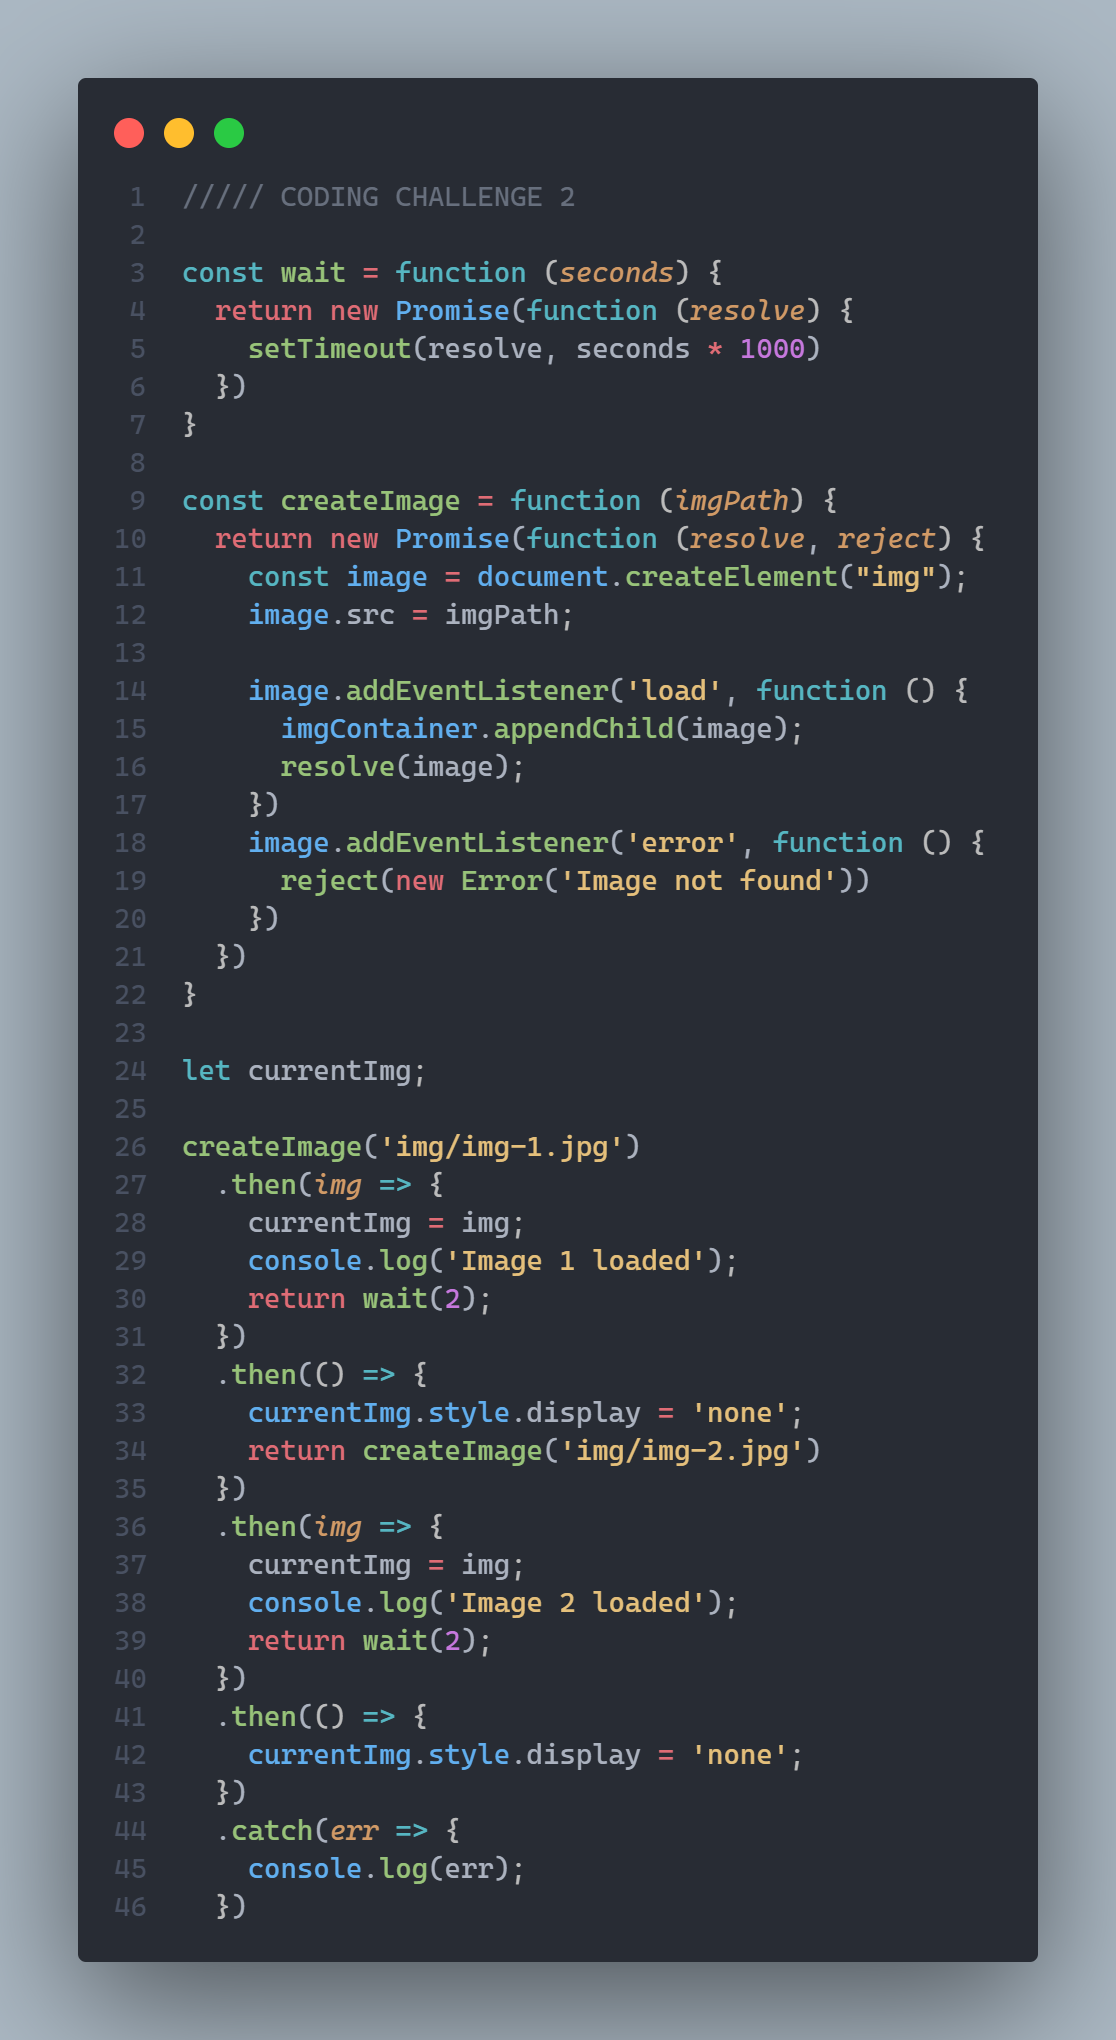 1 ///// CODING CHALLENGE 2
2
3 const wait = function (seconds) {
4   return new Promise(function (resolve) {
5     setTimeout(resolve, seconds * 1000)
6   })
7 }
8
9 const createImage = function (imgPath) {
10   return new Promise(function (resolve, reject) {
11     const image = document.createElement("img");
12     image.src = imgPath;
13
14     image.addEventListener('load', function () {
15       imgContainer.appendChild(image);
16       resolve(image);
17     })
18     image.addEventListener('error', function () {
19       reject(new Error('Image not found'))
20     })
21   })
22 }
23
24 let currentImg;
25
26 createImage('img/img-1.jpg')
27   .then(img => {
28     currentImg = img;
29     console.log('Image 1 loaded');
30     return wait(2);
31   })
32   .then(() => {
33     currentImg.style.display = 'none';
34     return createImage('img/img-2.jpg')
35   })
36   .then(img => {
37     currentImg = img;
38     console.log('Image 2 loaded');
39     return wait(2);
40   })
41   .then(() => {
42     currentImg.style.display = 'none';
43   })
44   .catch(err => {
45     console.log(err);
46   })